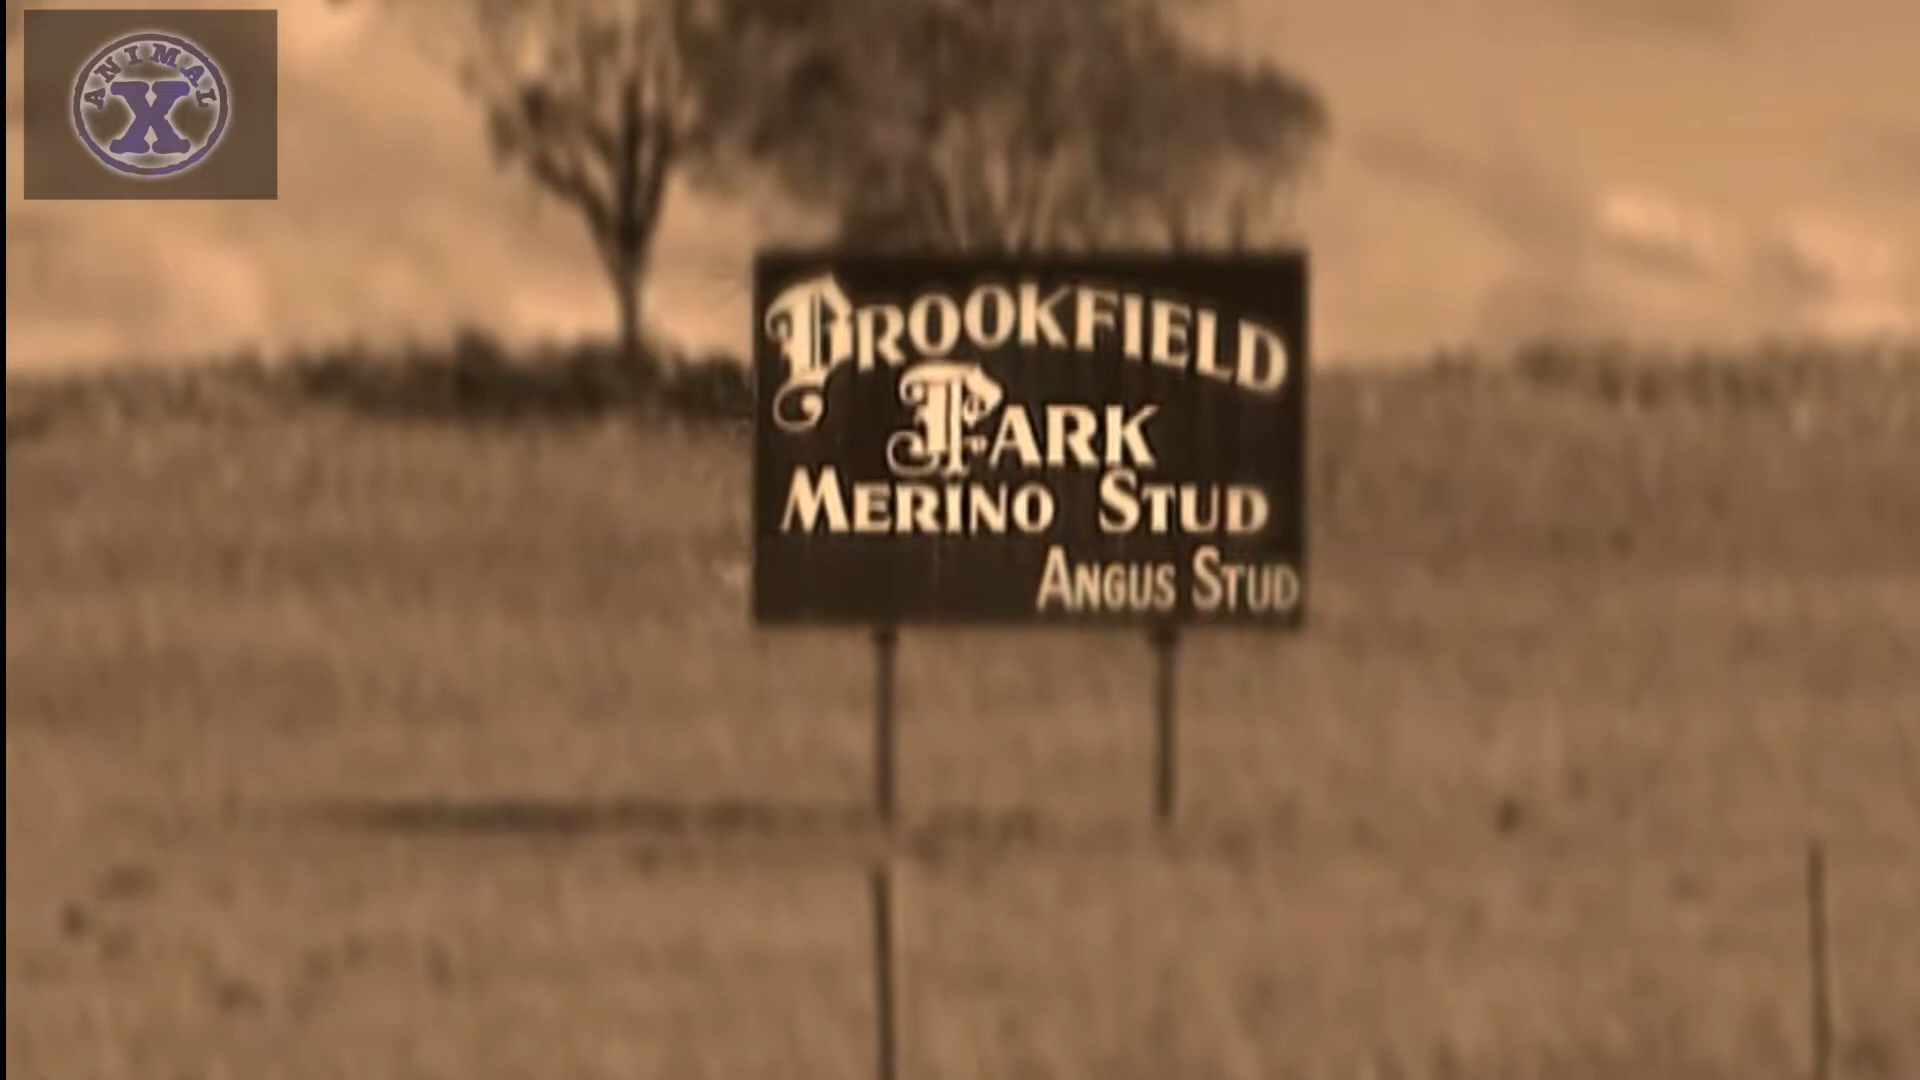 ANIMAL
X
BROOKFIELD
PARK
MERINO STUD
ANGUS STUD